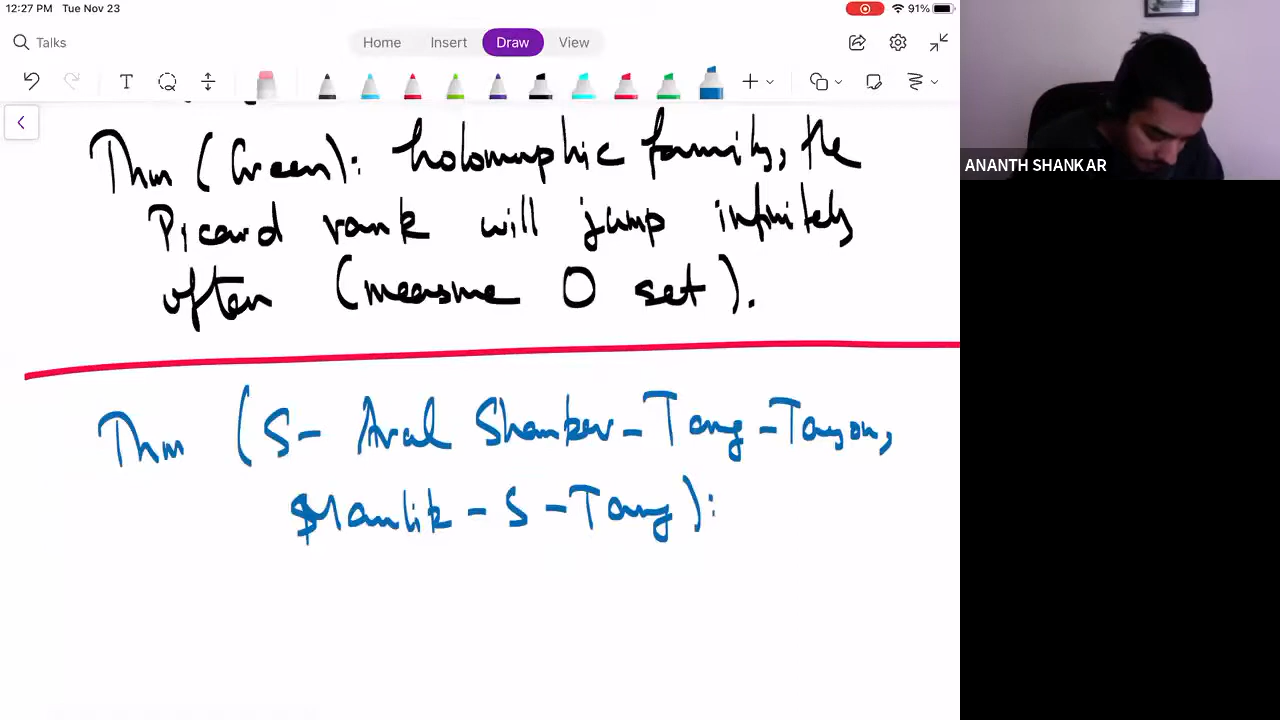 12:27 PM Tue Nov 23
91%
Talks
Home Insert Draw View
ANANTH SHANKAR
Thm (Green): holomorphic family, the
Picard rank will jump infinitely
often (measure 0 set).
Thm (S- Arul Shankar - Tang - Tayou,
Maulik - S - Tang):